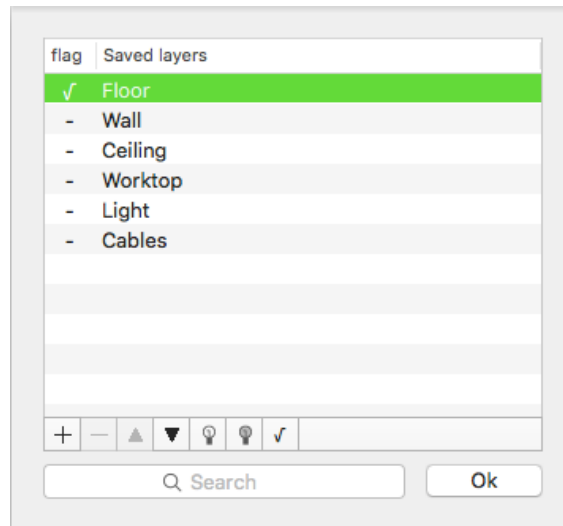 flag Saved layers
√ Floor
- Wall
- Ceiling
- Worktop
- Light
- Cables
+ − ▲ ▼ √
Search Ok